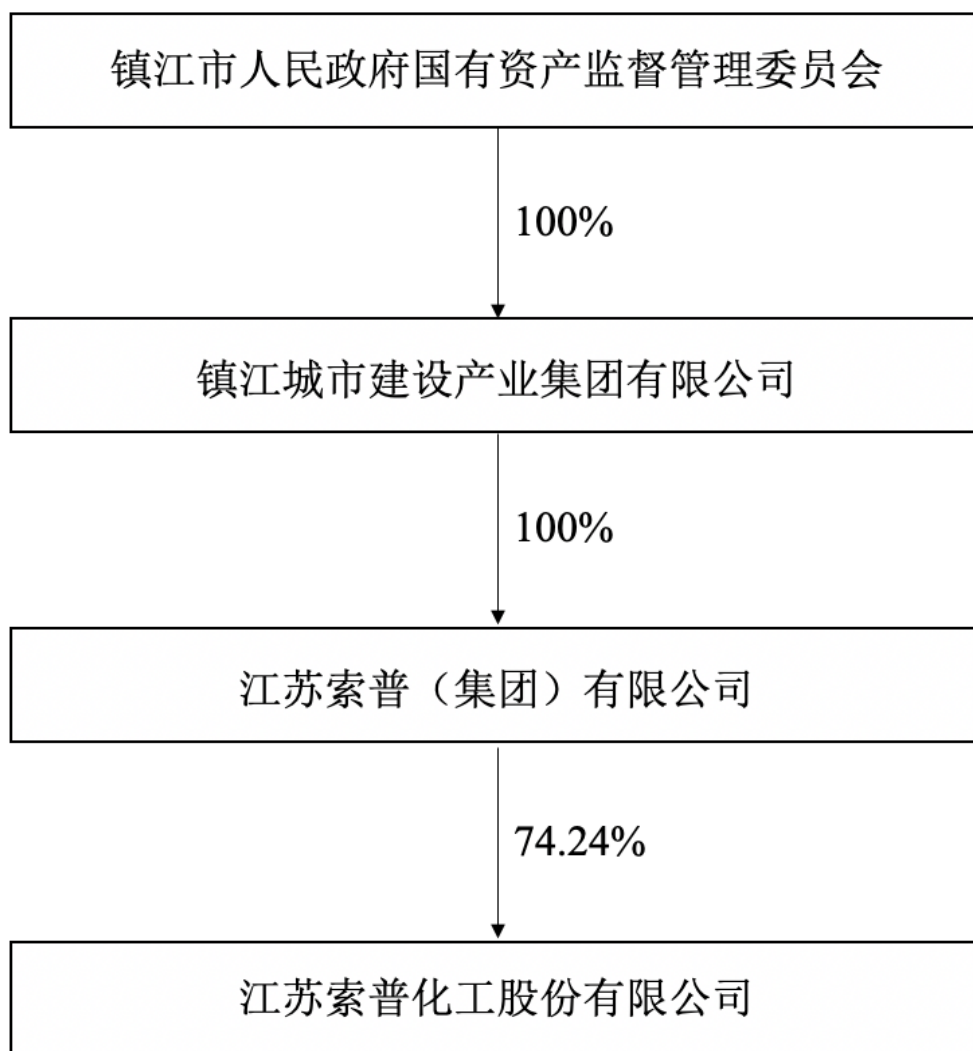 镇江市人民政府国有资产监督管理委员会
100%
镇江城市建设产业集团有限公司
100%
江苏索普（集团）有限公司
74.24%
江苏索普化工股份有限公司